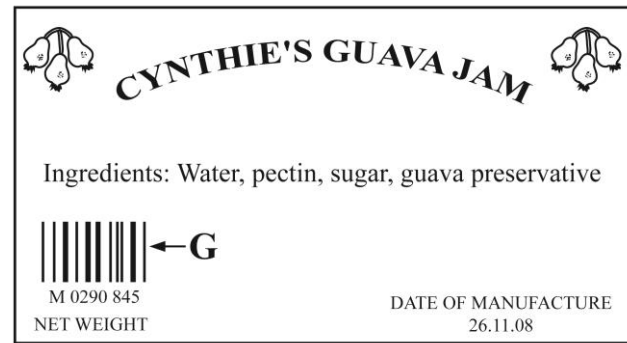 CYNTHIE'S GUAVA JAM
Ingredients: Water, pectin, sugar, guava preservative
G
M 0290 845
NET WEIGHT
DATE OF MANUFACTURE
26.11.08